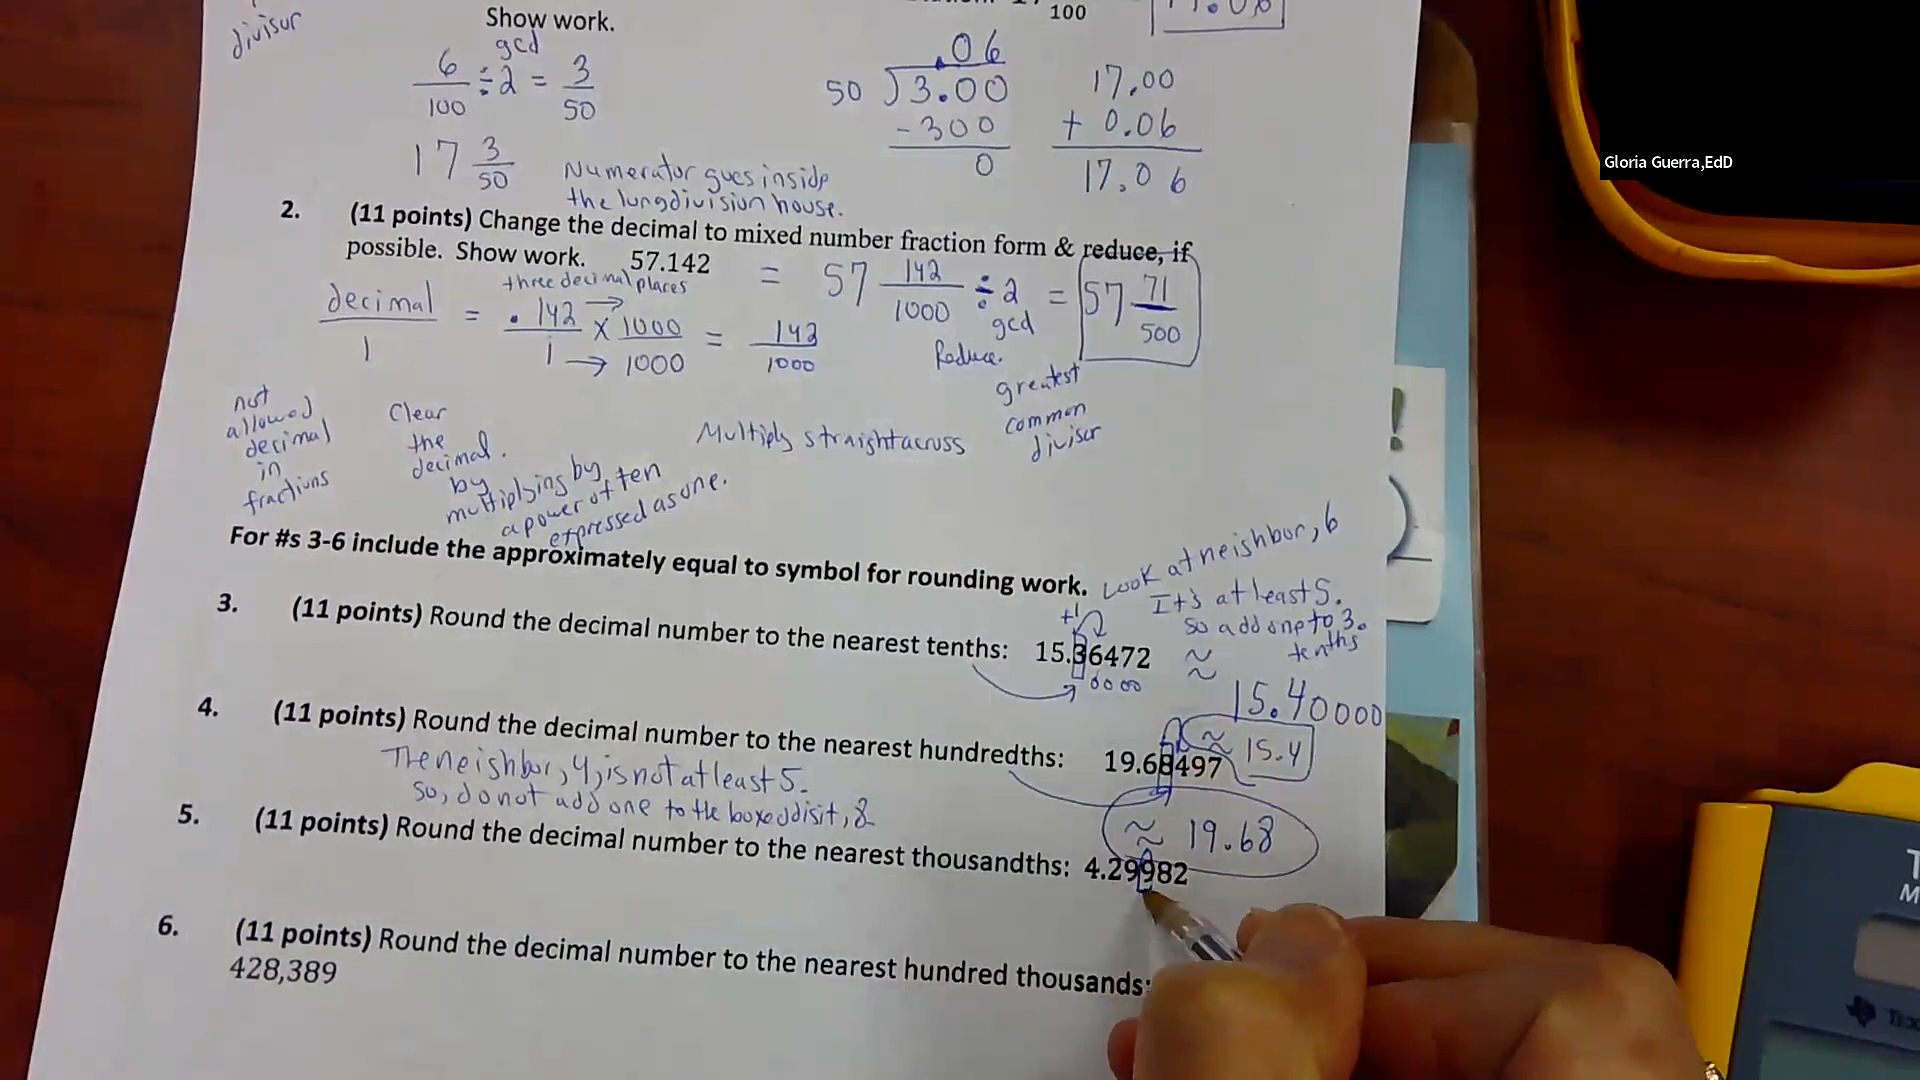 divisor
Show work.
100
gcd
6/100 ÷ 2 = 3/50
17 3/50
.06
50 ) 3.00
- 300
0
17.00
+ 0.06
17.06
Numerator goes inside
the long division house.
Gloria Guerra,EdD
2. (11 points) Change the decimal to mixed number fraction form & reduce, if
possible. Show work. 57.142 = 57 142/1000 ÷ 2 = 57 71/500
three decimal places
gcd
decimal/1 = .142/1 × 1000/1000 = 142/1000
Reduce.
greatest
common
divisor
not
allowed
decimal
in
fractions
Clear
the
decimal.
by
multiplying by
a power of ten
expressed as one.
Multiply straight across
For #s 3-6 include the approximately equal to symbol for rounding work.
Look at neighbor, 6
It's at least 5.
so add one to 3.
tenths
3. (11 points) Round the decimal number to the nearest tenths: 15.36472 ≈
+1
0000
15.40000
≈ 15.4
4. (11 points) Round the decimal number to the nearest hundredths: 19.68497
The neighbor, 4, is not at least 5.
So, do not add one to the boxed digit, 8
≈ 19.68
5. (11 points) Round the decimal number to the nearest thousandths: 4.29982
6. (11 points) Round the decimal number to the nearest hundred thousands:
428,389